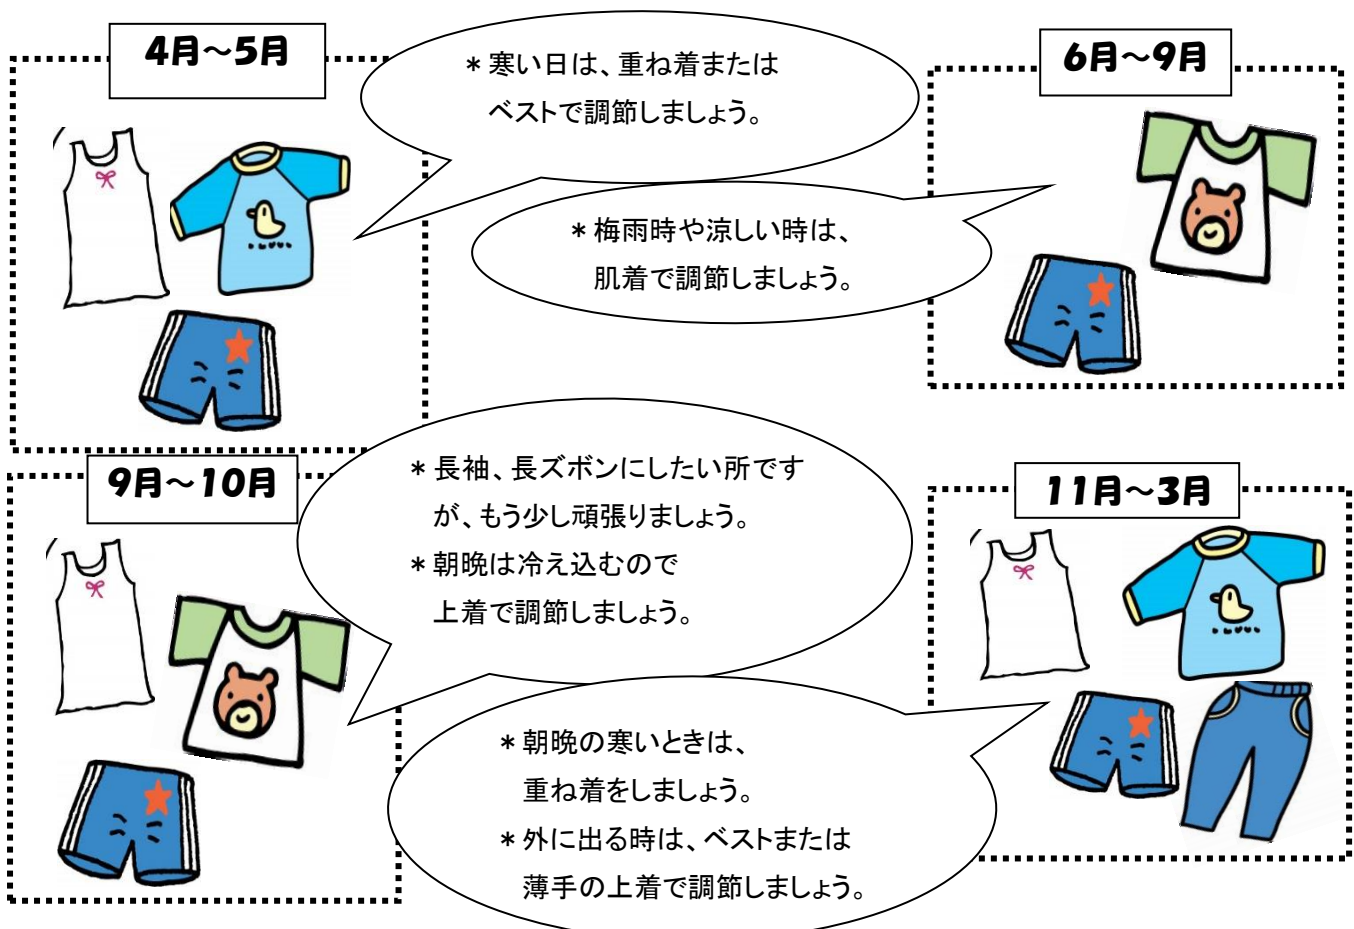 4月～5月
＊寒い日は、重ね着または
ベストで調節しましょう。
6月～9月
＊梅雨時や涼しい時は、
肌着で調節しましょう。
9月～10月
＊長袖、長ズボンにしたい所です
が、もう少し頑張りましょう。
＊朝晩は冷え込むので
上着で調節しましょう。
11月～3月
＊朝晩の寒いときは、
重ね着をしましょう。
＊外に出る時は、ベストまたは
薄手の上着で調節しましょう。